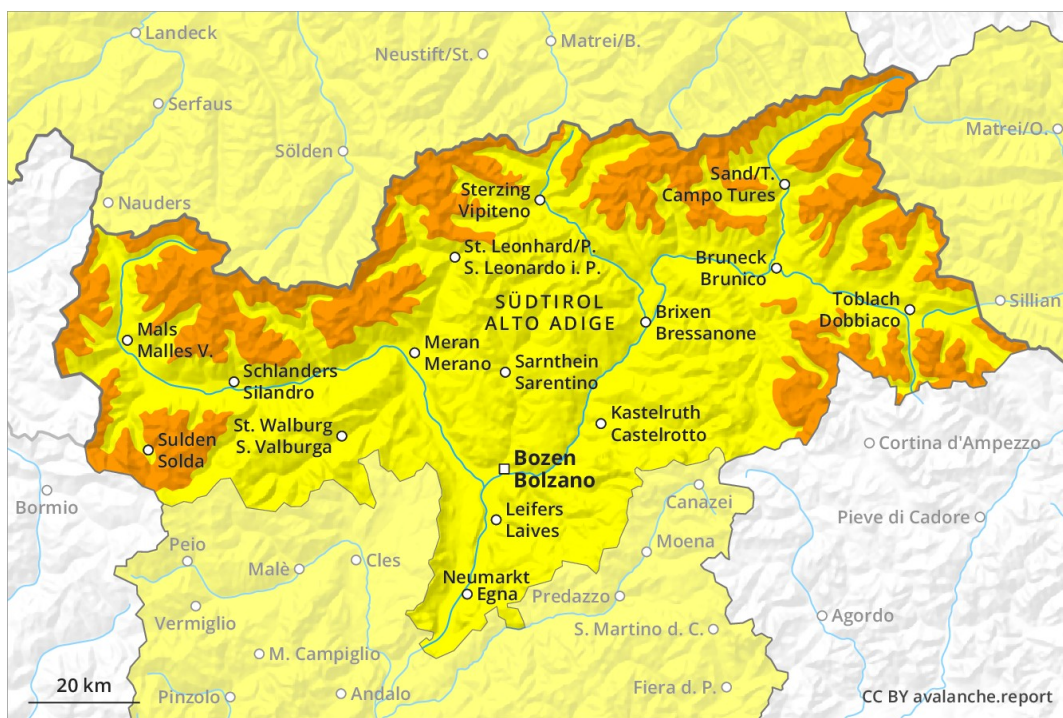 Landeck
Neustift/St.
Matrei/B.
Serfaus
Matrei/O.
Sölden
Sand/T.
Campo Tures
Sterzing
Vipiteno
Nauders
St. Leonhard/P.
S. Leonardo i. P.
Bruneck
Brunico
SÜDTIROL
ALTO ADIGE
Toblach
Dobbiaco
Sillian
Brixen
Bressanone
Mals
Malles V.
Meran
Merano
Sarnthein
Sarentino
Schlanders
Silandro
Kastelruth
Castelrotto
St. Walburg
S. Valburga
Sulden
Solda
Cortina d'Ampezzo
Bozen
Bolzano
Bormio
Canazei
Leifers
Laives
Pieve di Cadore
Peio
Moena
Cles
Malè
Neumarkt
Egna
Predazzo
Vermiglio
Agordo
S. Martino d. C.
M. Campiglio
20 km
Pinzolo
Andalo
Fiera d. P.
CC BY avalanche.report